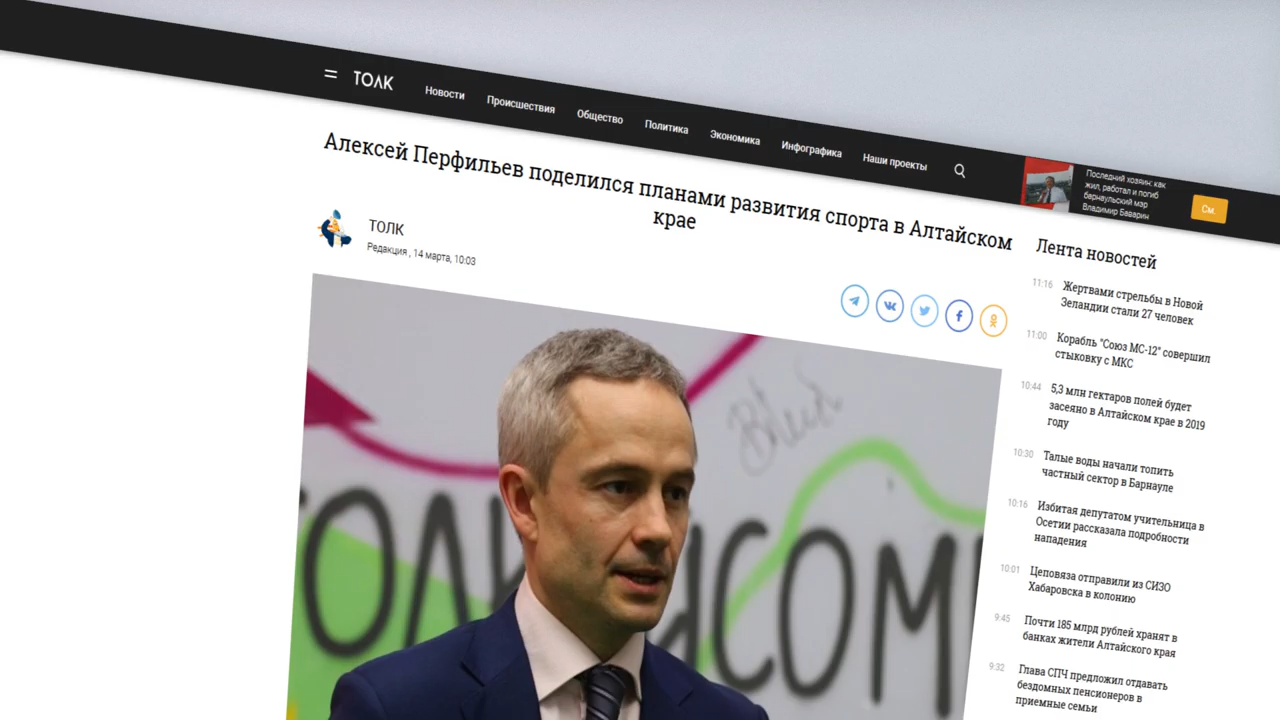 ТОЛК
Новости
Происшествия
Общество
Политика
Экономика
Инфографика
Наши проекты
Последний хозяин: как
жил, работал и погиб
барнаульский мэр
Владимир Баварин
См.
Алексей Перфильев поделился планами развития спорта в Алтайском
крае
ТОЛК
Редакция , 14 марта, 10:03
Лента новостей
11:16 Жертвами стрельбы в Новой
Зеландии стали 27 человек
11:00 Корабль "Союз МС-12" совершил
стыковку с МКС
10:44 5,3 млн гектаров полей будет
засеяно в Алтайском крае в 2019
году
10:30 Талые воды начали топить
частный сектор в Барнауле
10:16 Избитая депутатом учительница в
Осетии рассказала подробности
нападения
10:01 Цеповяза отправили из СИЗО
Хабаровска в колонию
9:45 Почти 185 млрд рублей хранят в
банках жители Алтайского края
9:32 Глава СПЧ предложил отдавать
бездомных пенсионеров в
приемные семьи